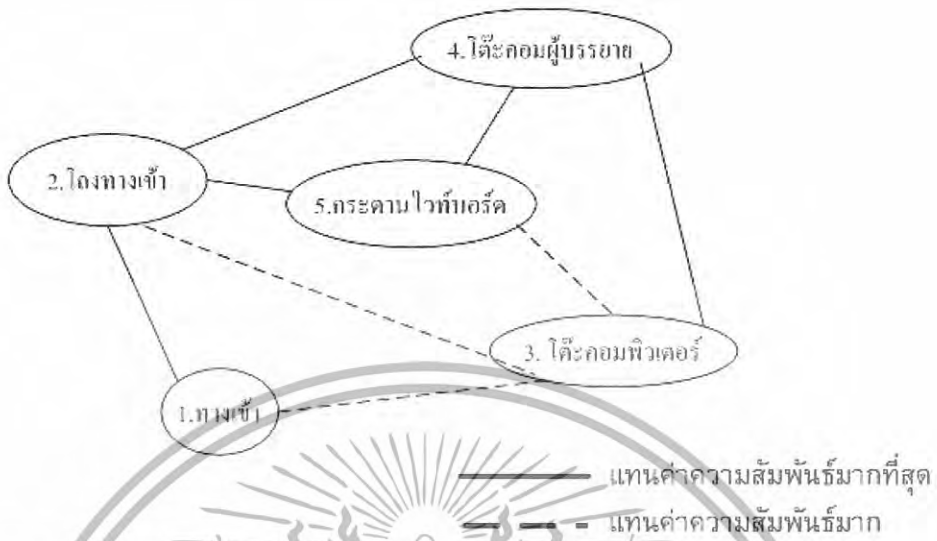 4.โต๊ะคอมผู้บรรยาย
2.โถงทางเข้า
5.กระดานไวท์บอร์ด
3. โต๊ะคอมพิวเตอร์
1.ทางเข้า
แทนค่าความสัมพันธ์มากที่สุด
แทนค่าความสัมพันธ์มาก